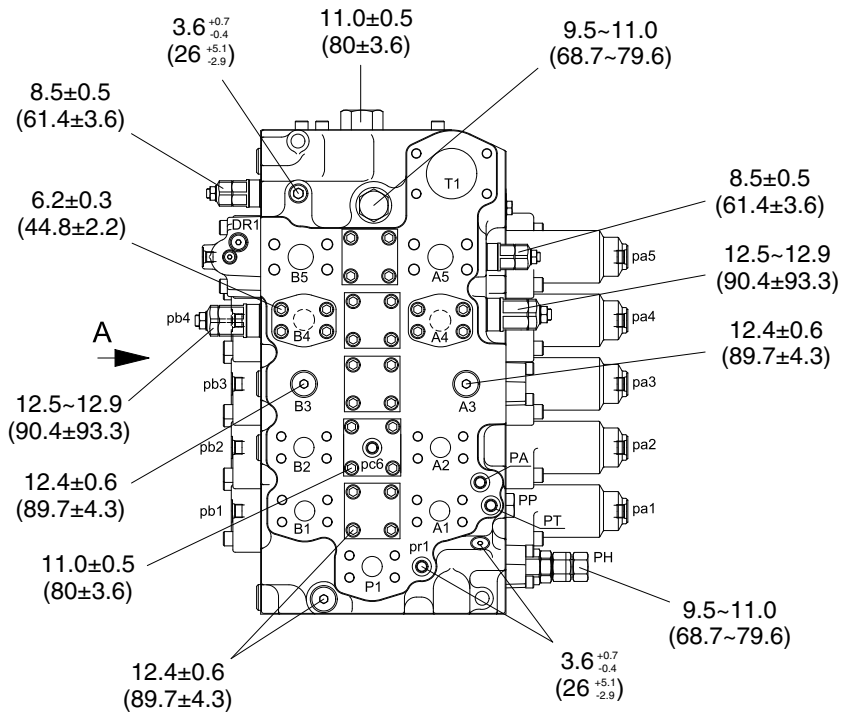 3.6 +0.7 -0.4
(26 +5.1 -2.9)
11.0±0.5
(80±3.6)
9.5~11.0
(68.7~79.6)
8.5±0.5
(61.4±3.6)
6.2±0.3
(44.8±2.2)
T1
8.5±0.5
(61.4±3.6)
DR1
B5
A5
pa5
12.5~12.9
(90.4±93.3)
pb4
B4
A4
pa4
A
12.4±0.6
(89.7±4.3)
pb3
B3
A3
pa3
12.5~12.9
(90.4±93.3)
pb2
B2
pc6
A2
PA
pa2
12.4±0.6
(89.7±4.3)
pb1
B1
A1
PP
PT
pa1
11.0±0.5
(80±3.6)
pr1
P1
PH
9.5~11.0
(68.7~79.6)
12.4±0.6
(89.7±4.3)
3.6 +0.7 -0.4
(26 +5.1 -2.9)